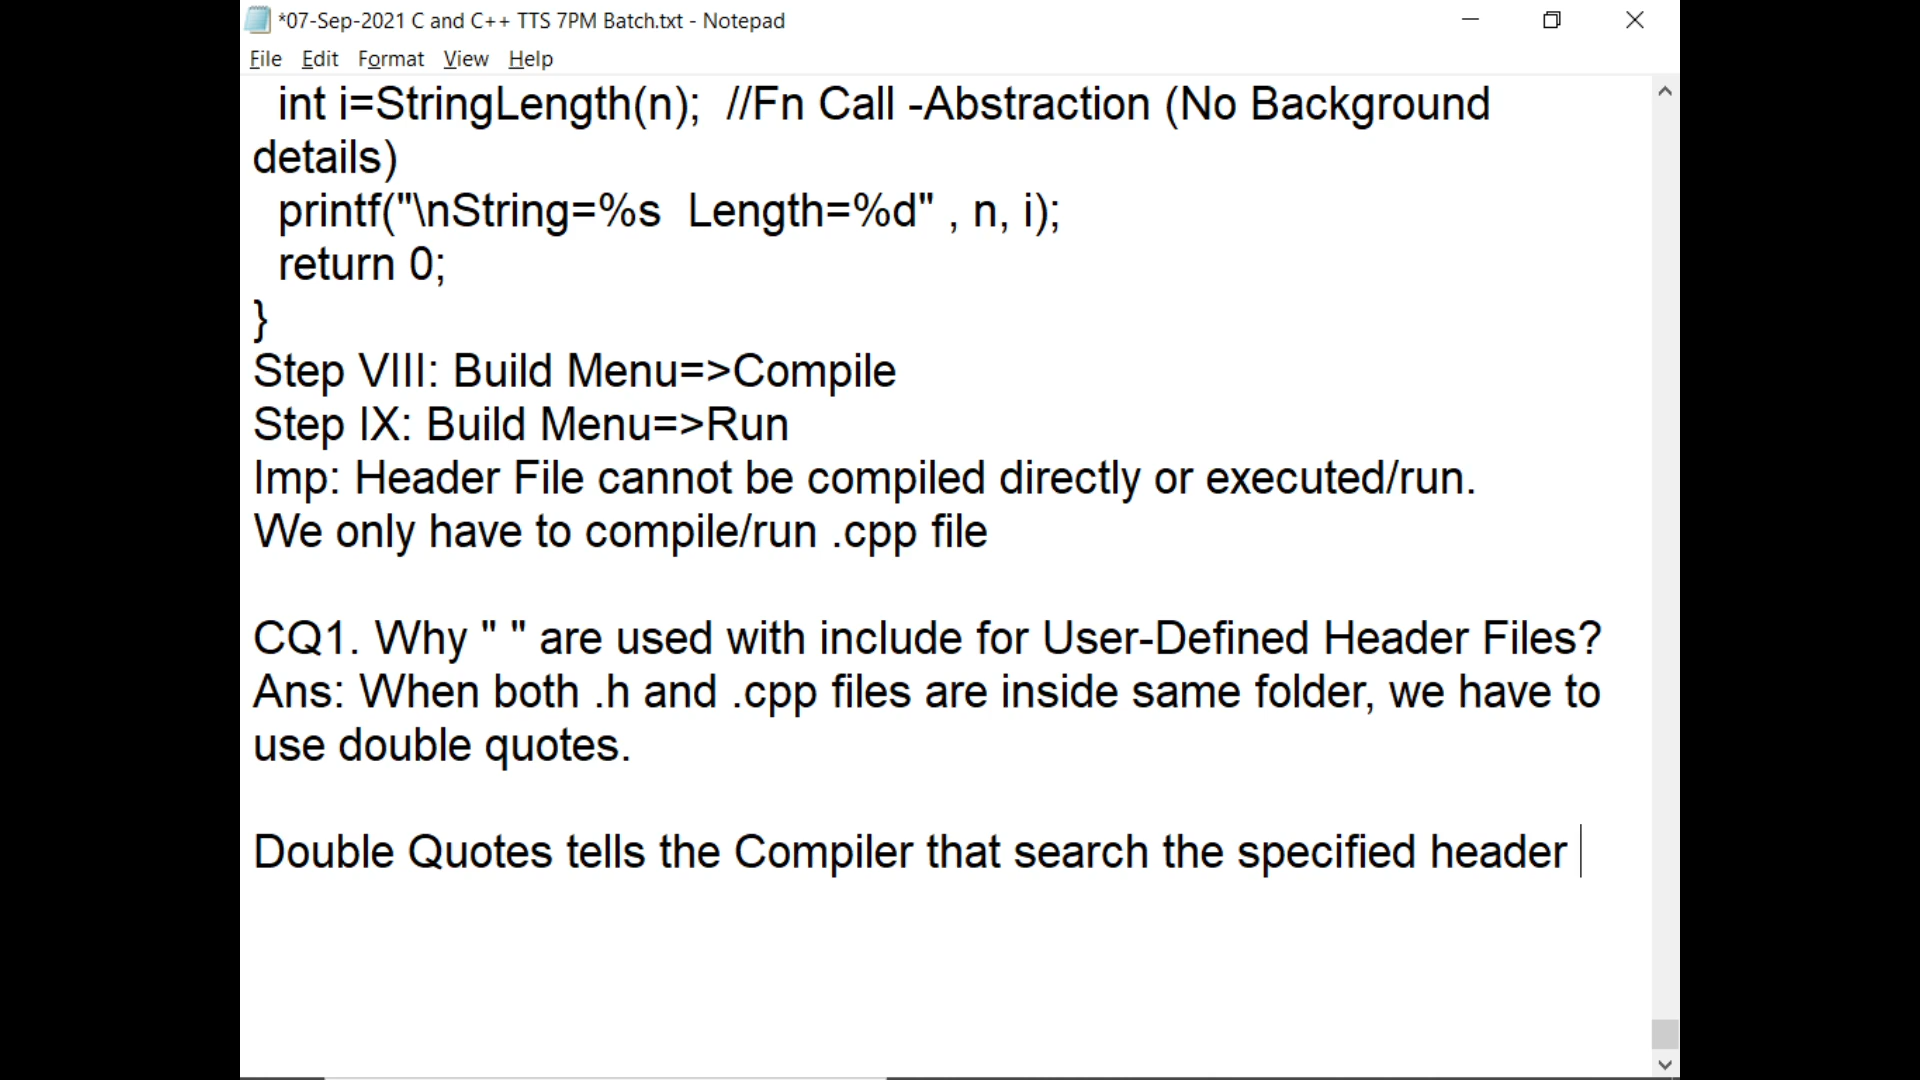 *07-Sep-2021 C and C++ TTS 7PM Batch.txt - Notepad
File Edit Format View Help
int i=StringLength(n);  //Fn Call -Abstraction (No Background
details)
printf("\nString=%s  Length=%d" , n, i);
return 0;
}
Step VIII: Build Menu=>Compile
Step IX: Build Menu=>Run
Imp: Header File cannot be compiled directly or executed/run.
We only have to compile/run .cpp file
CQ1. Why " " are used with include for User-Defined Header Files?
Ans: When both .h and .cpp files are inside same folder, we have to
use double quotes.
Double Quotes tells the Compiler that search the specified header